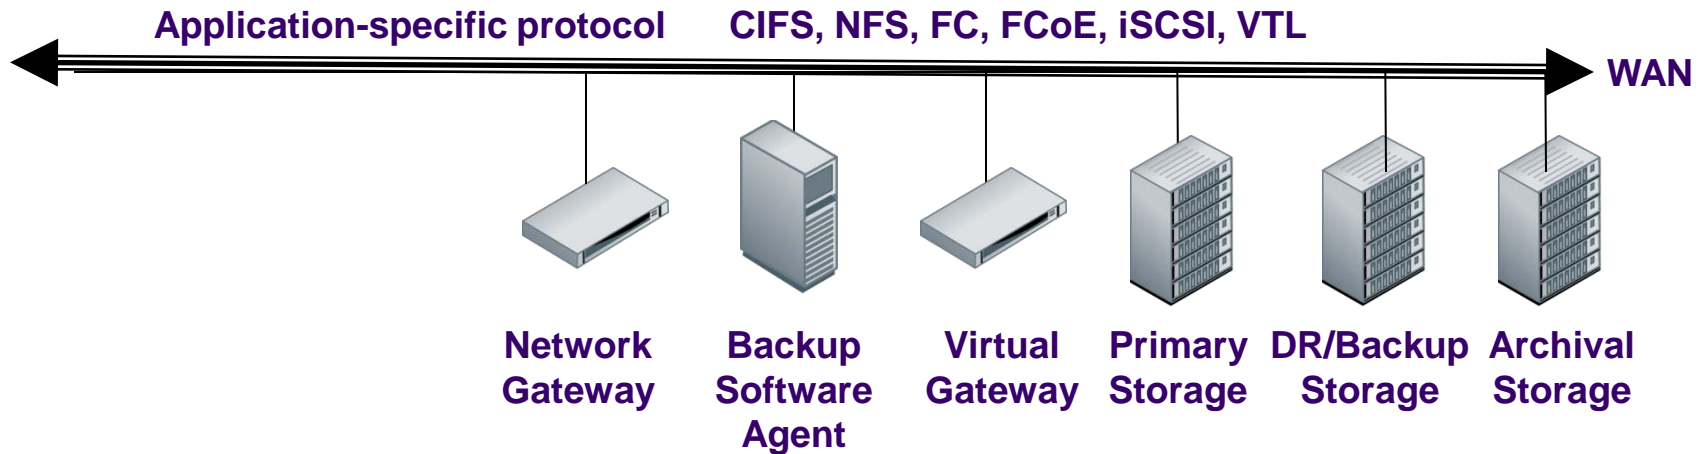 Application-specific protocol CIFS, NFS, FC, FCoE, iSCSI, VTL
WAN
Network
Gateway
Backup
Software
Agent
Virtual
Gateway
Primary
Storage
DR/Backup
Storage
Archival
Storage